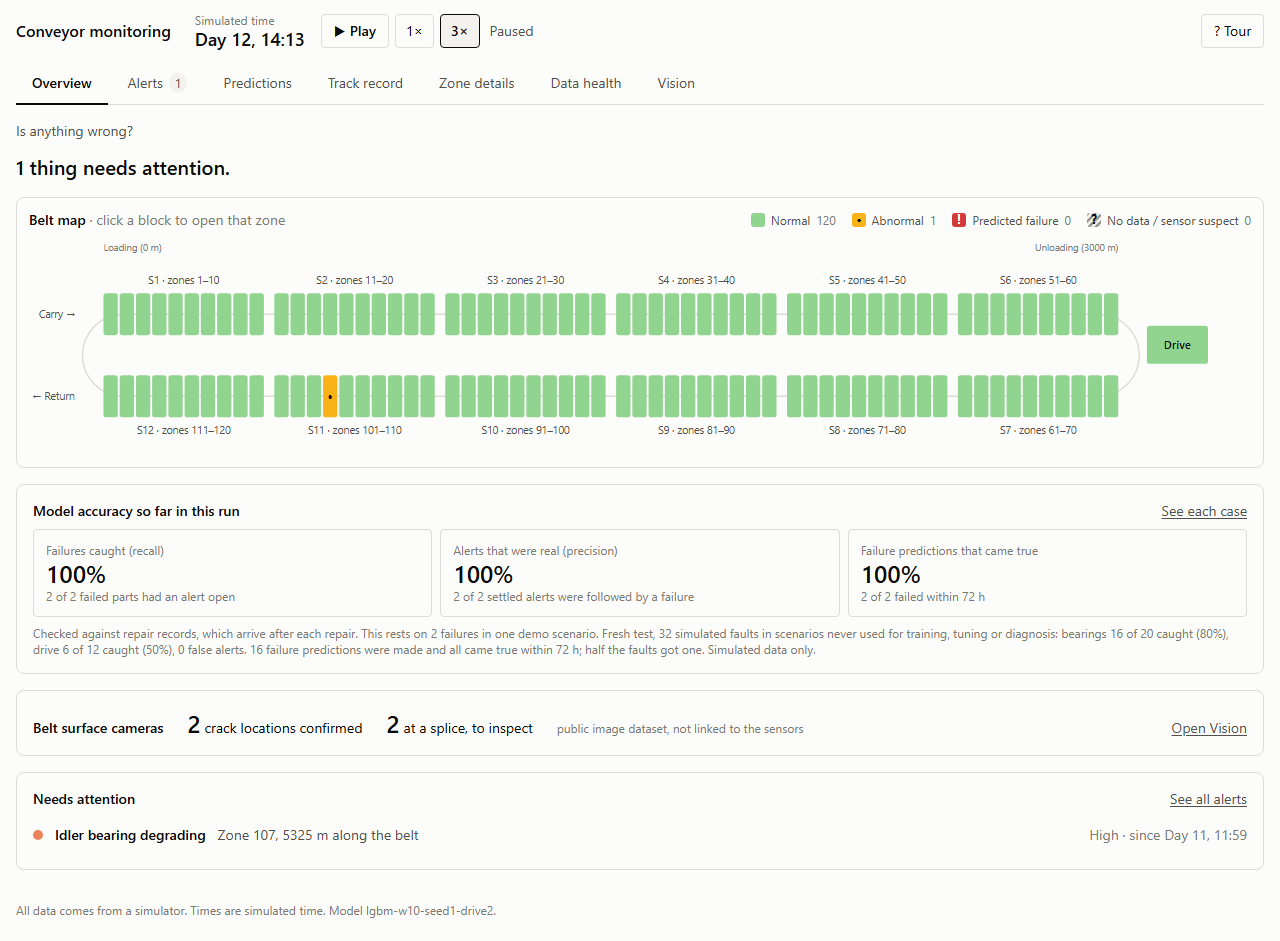 Conveyor monitoring
Simulated time
Day 12, 14:13
▶ Play
1×
3×
Paused
? Tour
Overview
Alerts 1
Predictions
Track record
Zone details
Data health
Vision
Is anything wrong?
1 thing needs attention.
Belt map · click a block to open that zone
Normal 120
Abnormal 1
! Predicted failure 0
? No data / sensor suspect 0
Loading (0 m)
Unloading (3000 m)
S1 · zones 1–10
S2 · zones 11–20
S3 · zones 21–30
S4 · zones 31–40
S5 · zones 41–50
S6 · zones 51–60
Carry →
Drive
← Return
S12 · zones 111–120
S11 · zones 101–110
S10 · zones 91–100
S9 · zones 81–90
S8 · zones 71–80
S7 · zones 61–70
Model accuracy so far in this run
See each case
Failures caught (recall)
100%
2 of 2 failed parts had an alert open
Alerts that were real (precision)
100%
2 of 2 settled alerts were followed by a failure
Failure predictions that came true
100%
2 of 2 failed within 72 h
Checked against repair records, which arrive after each repair. This rests on 2 failures in one demo scenario. Fresh test, 32 simulated faults in scenarios never used for training, tuning or diagnosis: bearings 16 of 20 caught (80%),
drive 6 of 12 caught (50%), 0 false alerts. 16 failure predictions were made and all came true within 72 h; half the faults got one. Simulated data only.
Belt surface cameras
2 crack locations confirmed
2 at a splice, to inspect
public image dataset, not linked to the sensors
Open Vision
Needs attention
See all alerts
Idler bearing degrading
Zone 107, 5325 m along the belt
High · since Day 11, 11:59
All data comes from a simulator. Times are simulated time. Model lgbm-w10-seed1-drive2.